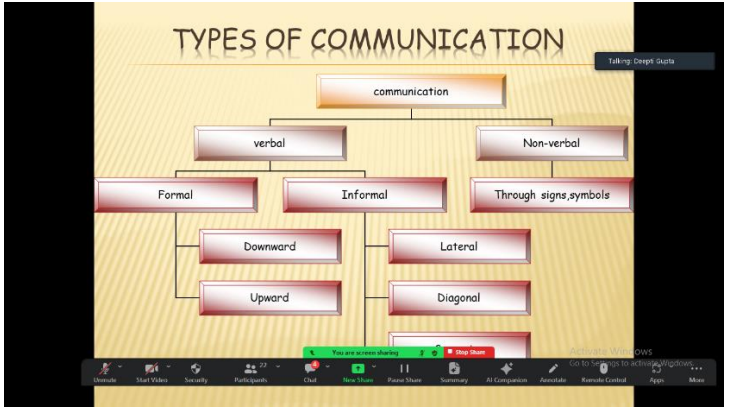 TYPES OF COMMUNICATION
Talking: Deepti Gupta
communication
verbal
Non-verbal
Formal
Informal
Through signs,symbols
Downward
Lateral
Upward
Diagonal
You are screen sharing
Stop Share
Activate Windows
Go to Settings to activate Windows.
22
4
Unmute
Start Video
Security
Participants
Chat
New Share
Pause Share
Summary
AI Companion
Annotate
Remote Control
Apps
More